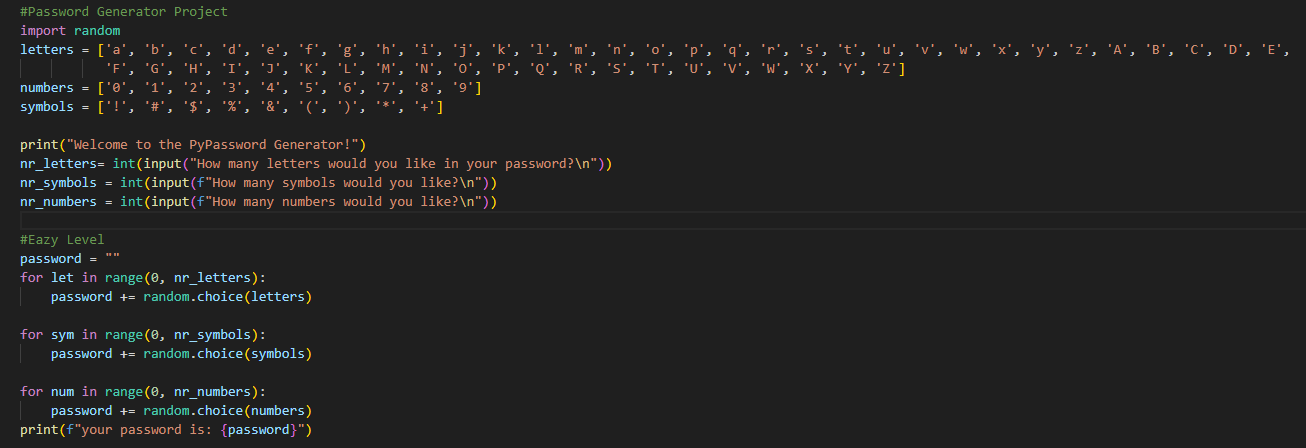 #Password Generator Project
import random
letters = ['a', 'b', 'c', 'd', 'e', 'f', 'g', 'h', 'i', 'j', 'k', 'l', 'm', 'n', 'o', 'p', 'q', 'r', 's', 't', 'u', 'v', 'w', 'x', 'y', 'z', 'A', 'B', 'C', 'D', 'E',
           'F', 'G', 'H', 'I', 'J', 'K', 'L', 'M', 'N', 'O', 'P', 'Q', 'R', 'S', 'T', 'U', 'V', 'W', 'X', 'Y', 'Z']
numbers = ['0', '1', '2', '3', '4', '5', '6', '7', '8', '9']
symbols = ['!', '#', '$', '%', '&', '(', ')', '*', '+']

print("Welcome to the PyPassword Generator!")
nr_letters= int(input("How many letters would you like in your password?\n"))
nr_symbols = int(input(f"How many symbols would you like?\n"))
nr_numbers = int(input(f"How many numbers would you like?\n"))

#Eazy Level
password = ""
for let in range(0, nr_letters):
    password += random.choice(letters)

for sym in range(0, nr_symbols):
    password += random.choice(symbols)

for num in range(0, nr_numbers):
    password += random.choice(numbers)
print(f"your password is: {password}")